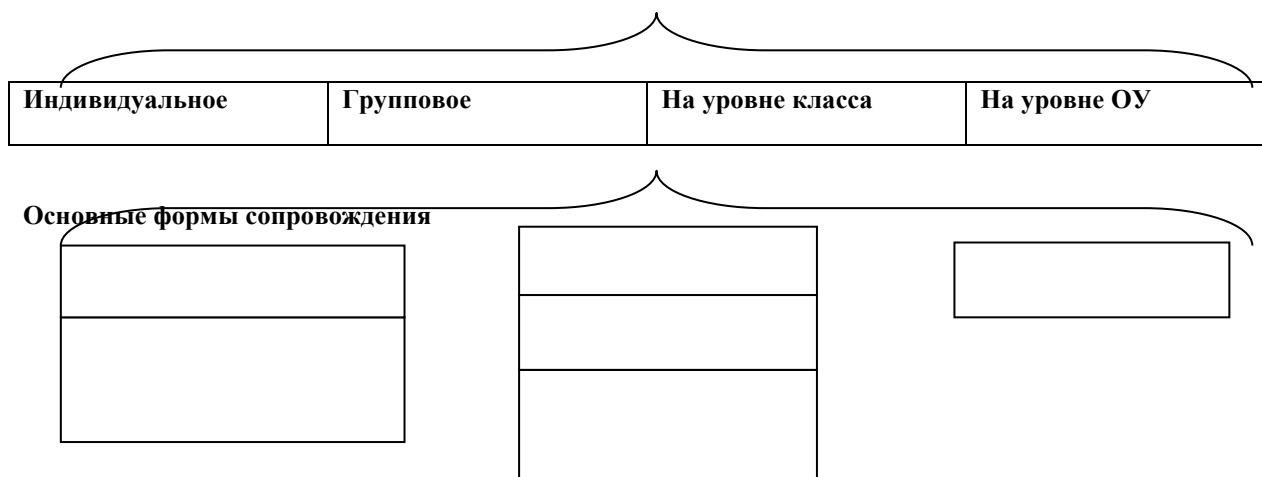 Индивидуальное Групповое На уровне класса На уровне ОУ
Основные формы сопровождения